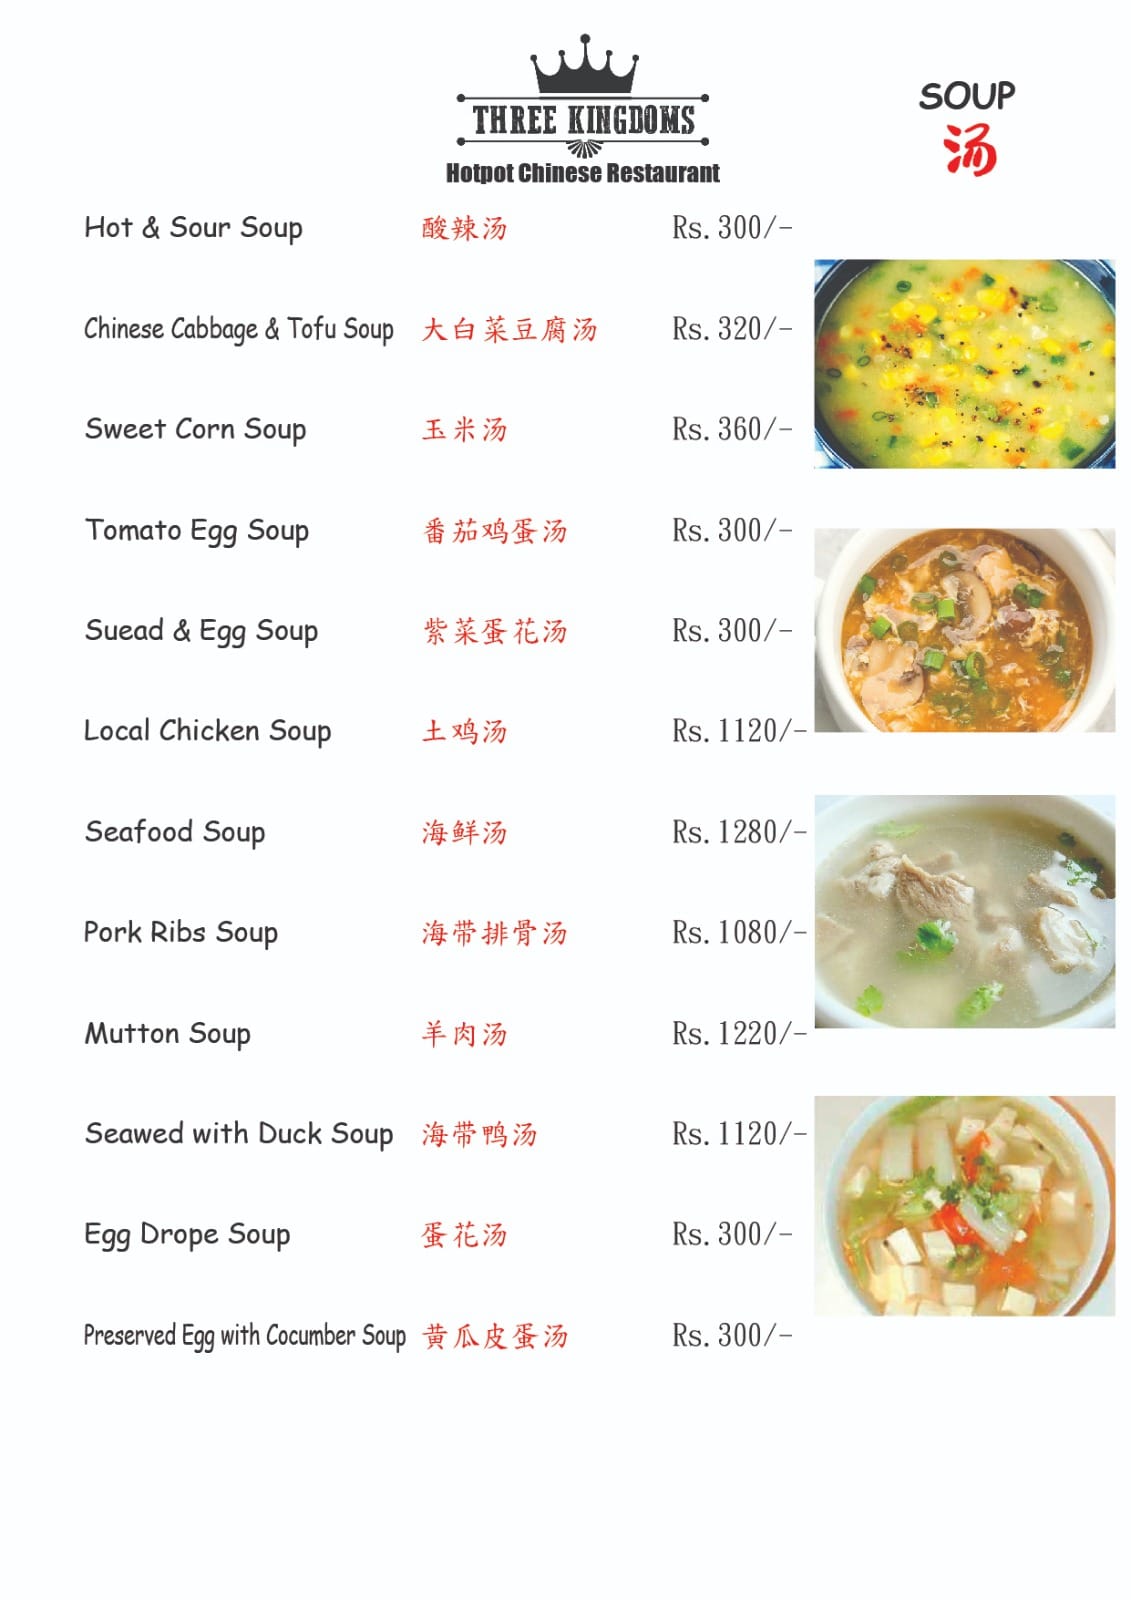 THREE KINGDOMS
Hotpot Chinese Restaurant
SOUP
汤
Hot & Sour Soup 酸辣汤 Rs. 300/-
Chinese Cabbage & Tofu Soup 大白菜豆腐汤 Rs. 320/-
Sweet Corn Soup 玉米汤 Rs. 360/-
Tomato Egg Soup 番茄鸡蛋汤 Rs. 300/-
Suead & Egg Soup 紫菜蛋花汤 Rs. 300/-
Local Chicken Soup 土鸡汤 Rs. 1120/-
Seafood Soup 海鲜汤 Rs. 1280/-
Pork Ribs Soup 海带排骨汤 Rs. 1080/-
Mutton Soup 羊肉汤 Rs. 1220/-
Seawed with Duck Soup 海带鸭汤 Rs. 1120/-
Egg Drope Soup 蛋花汤 Rs. 300/-
Preserved Egg with Cocumber Soup 黄瓜皮蛋汤 Rs. 300/-